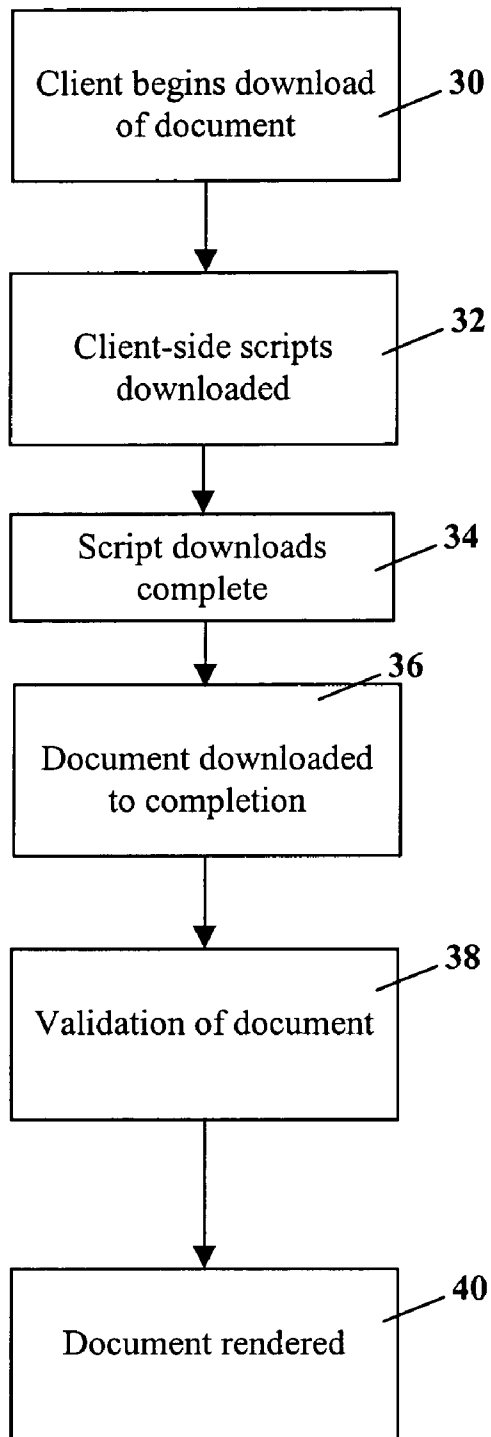 Client begins download
of document
30
Client-side scripts
downloaded
32
Script downloads
complete
34
36
Document downloaded
to completion
38
Validation of document
40
Document rendered